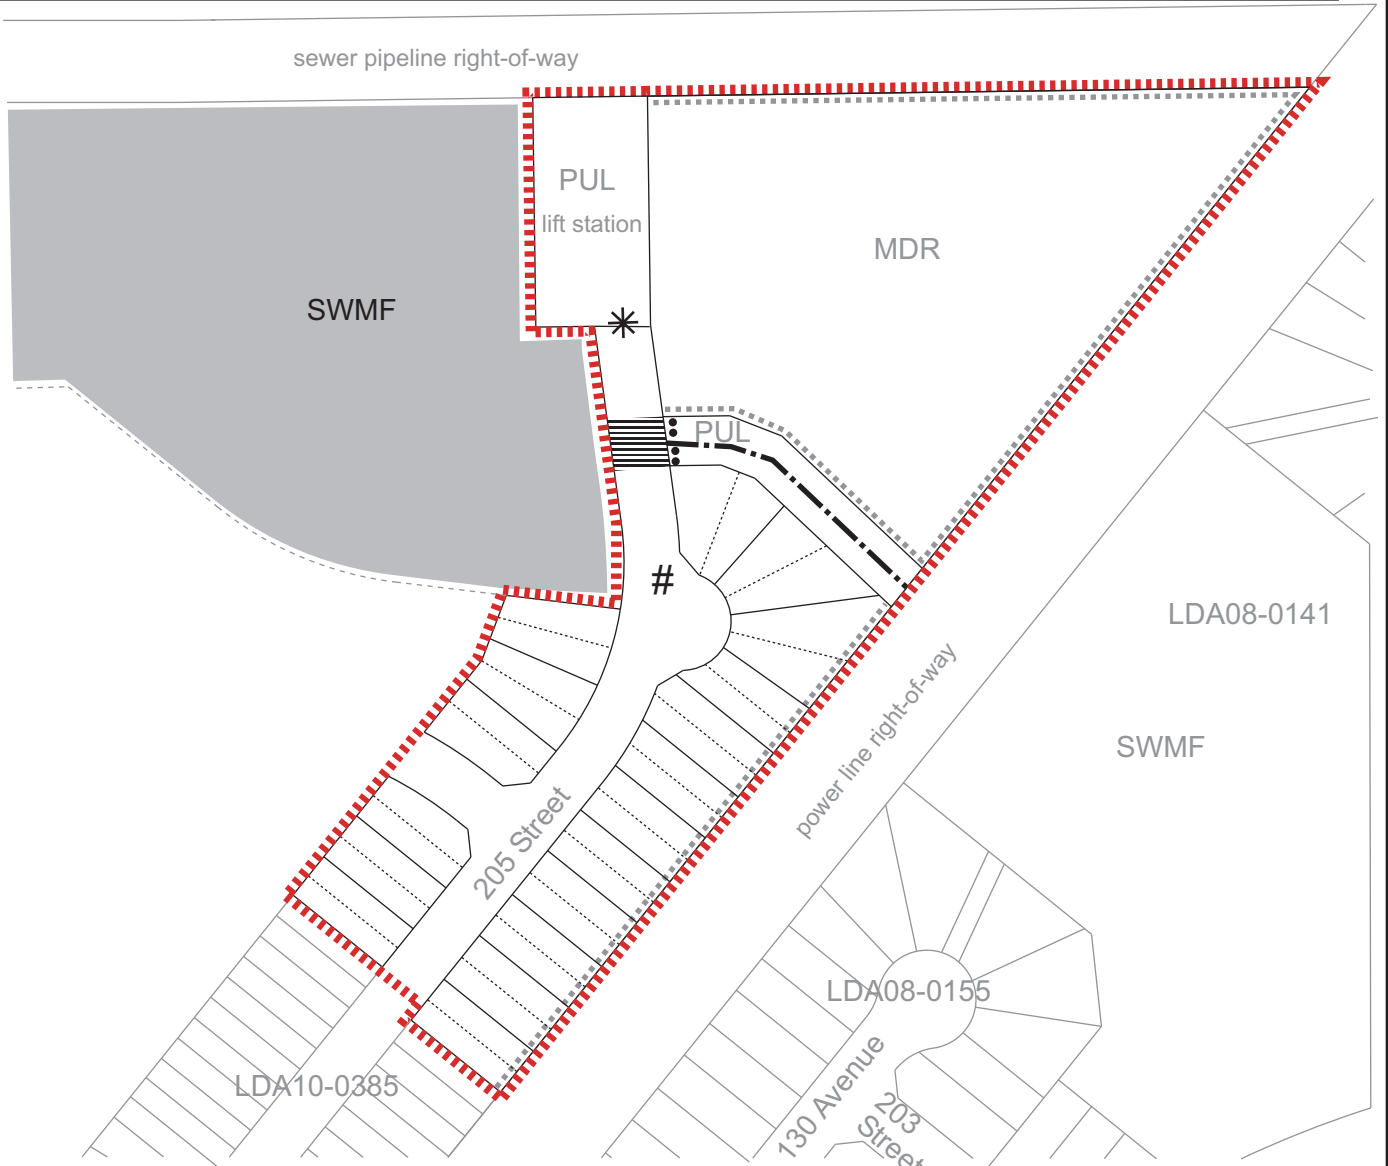 sewer pipeline right-of-way
PUL
lift station
MDR
SWMF
PUL
#
LDA08-0141
power line right-of-way
SWMF
205 Street
LDA08-0155
LDA10-0385
130 Avenue
203
Street